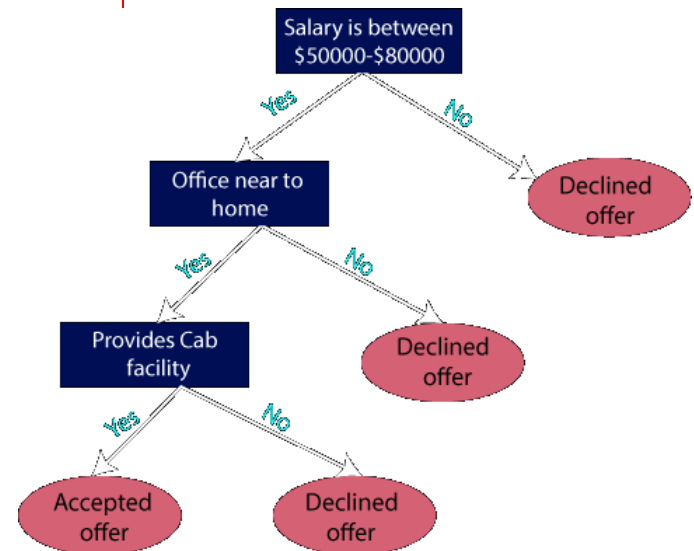 Salary is between
$50000-$80000
Yes
No
Office near to
home
Declined
offer
Yes
No
Provides Cab
facility
Declined
offer
Yes
No
Accepted
offer
Declined
offer